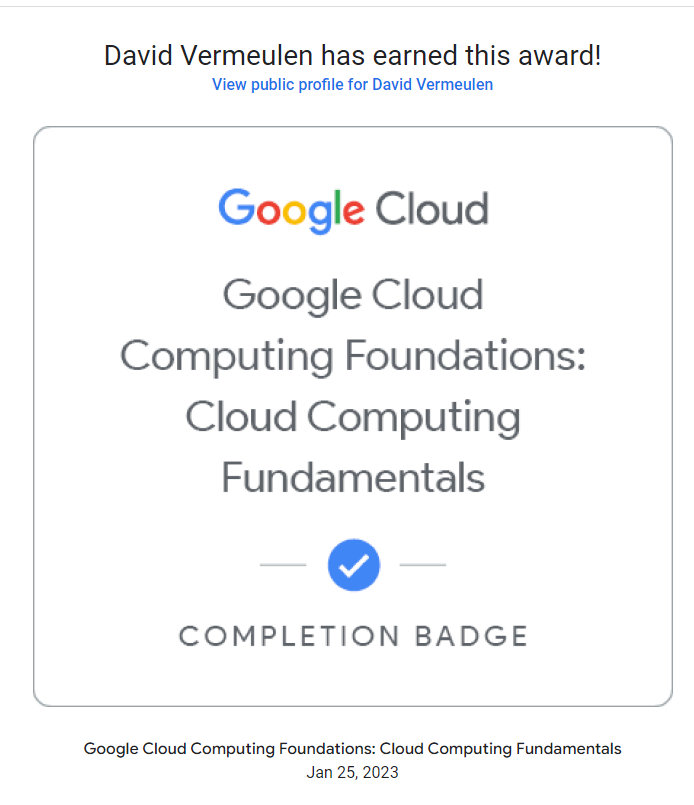 David Vermeulen has earned this award!
View public profile for David Vermeulen
Google Cloud
Google Cloud
Computing Foundations:
Cloud Computing
Fundamentals
COMPLETION BADGE
Google Cloud Computing Foundations: Cloud Computing Fundamentals
Jan 25, 2023